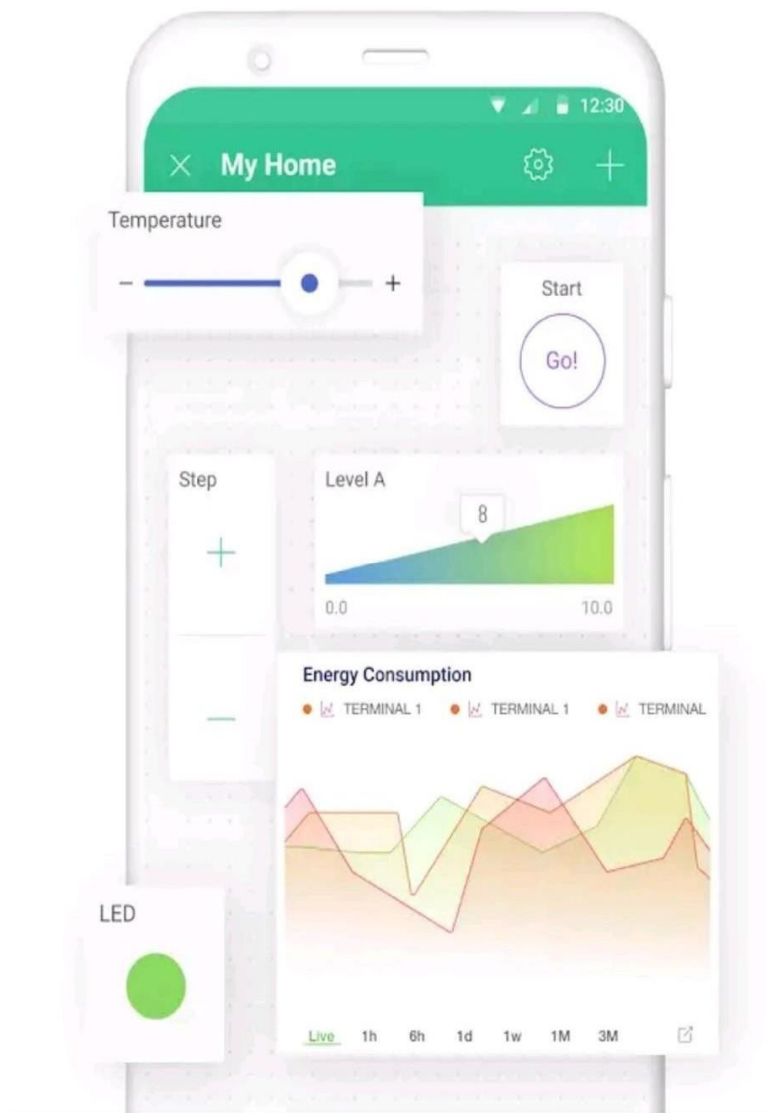 12:30
My Home
Temperature
− +
Start
Go!
Step
+
−
Level A
8
0.0 10.0
Energy Consumption
TERMINAL 1 TERMINAL 1 TERMINAL
LED
Live 1h 6h 1d 1w 1M 3M